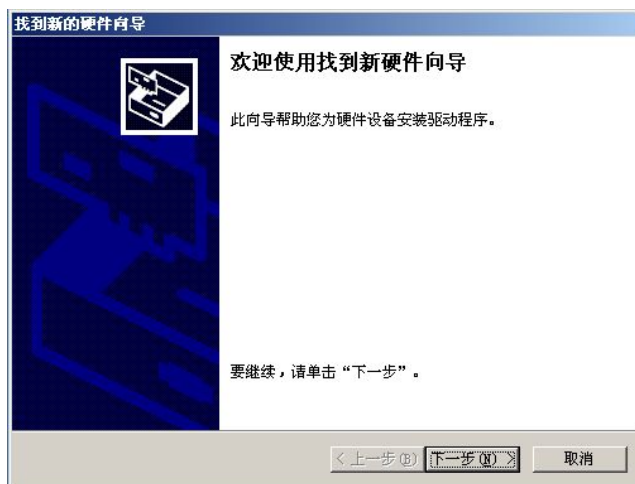 找到新的硬件向导
欢迎使用找到新硬件向导
此向导帮助您为硬件设备安装驱动程序。
要继续，请单击“下一步”。
< 上一步(B)
下一步(N) >
取消